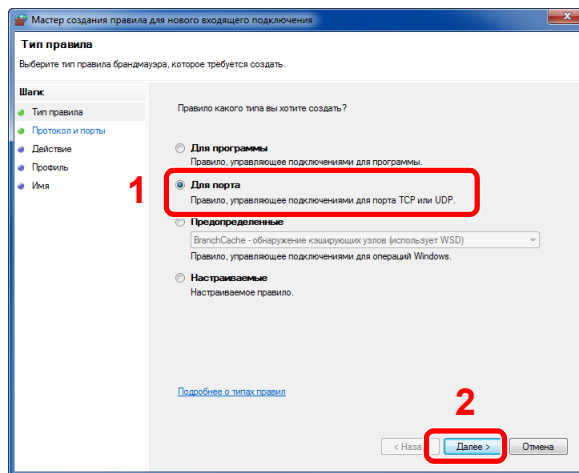 Мастер создания правила для нового входящего подключения
Тип правила
Выберите тип правила брандмауэра, которое требуется создать.
Шаги:
Тип правила
Протокол и порты
Действие
Профиль
Имя
Правило какого типа вы хотите создать?
Для программы
Правило, управляющее подключениями для программы.
1
Для порта
Правило, управляющее подключениями для порта TCP или UDP.
Предопределенные
BranchCache - обнаружение кэширующих узлов (использует WSD)
Правило, управляющее подключениями для операций Windows.
Настраиваемые
Настраиваемое правило.
Подробнее о типах правил
2
< Наза
Далее >
Отмена